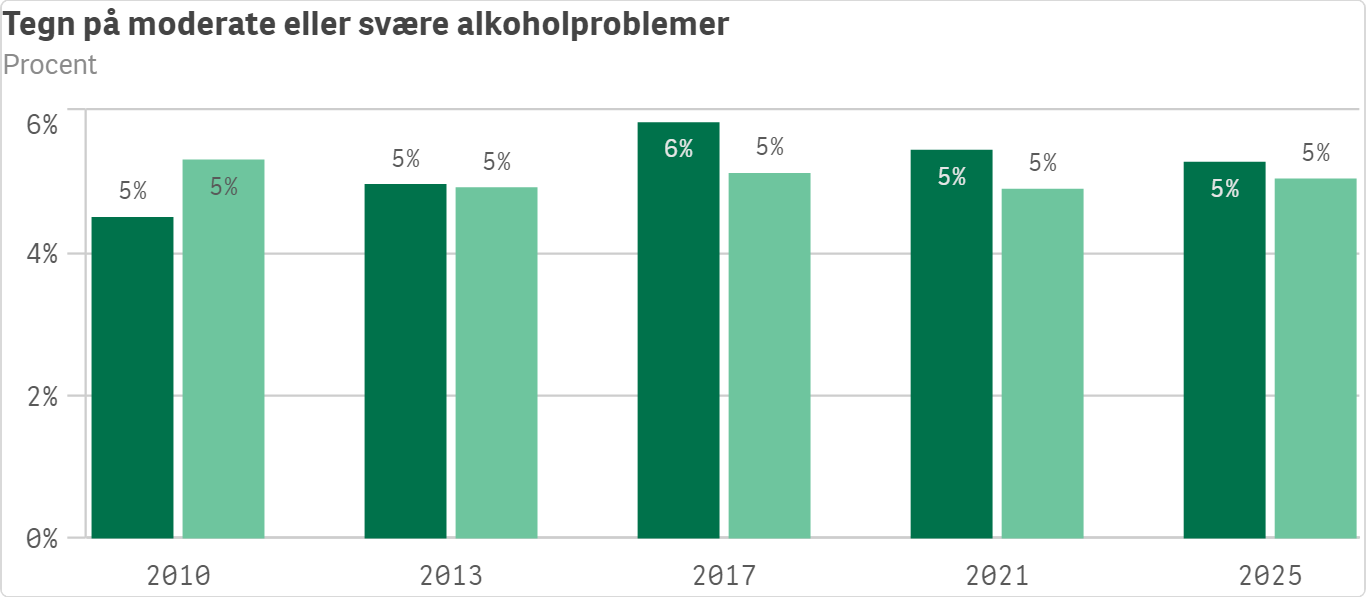 Tegn på moderate eller svære alkoholproblemer
Procent
6%
4%
2%
0%
5% 5% 5% 5% 6% 5% 5% 5% 5% 5%
2010 2013 2017 2021 2025